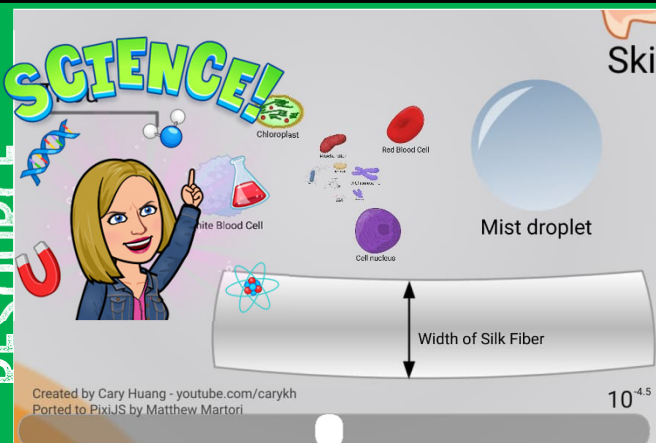 SCIENCE!
Ski
Chloroplast
Red Blood Cell
Mist droplet
White Blood Cell
Cell nucleus
Width of Silk Fiber
Created by Cary Huang - youtube.com/carykh
Ported to PixiJS by Matthew Martori
10^-4.5